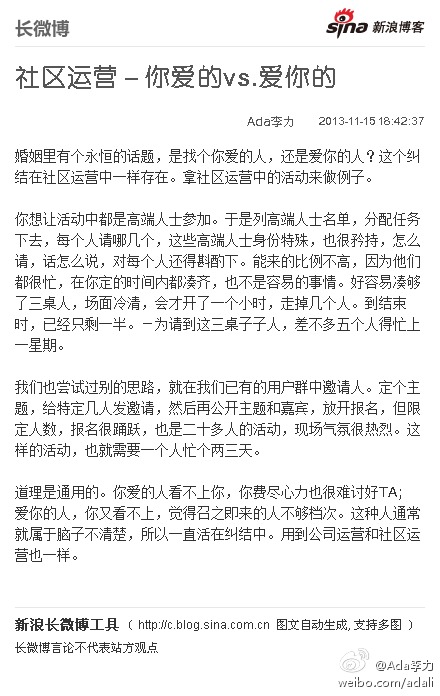 长微博
sina 新浪博客
社区运营 – 你爱的vs.爱你的
Ada李力 2013-11-15 18:42:37
婚姻里有个永恒的话题，是找个你爱的人，还是爱你的人？这个纠
结在社区运营中一样存在。拿社区运营中的活动来做例子。
你想让活动中都是高端人士参加。于是列高端人士名单，分配任务
下去，每个人请哪几个，这些高端人士身份特殊，也很矜持，怎么
请，话怎么说，对每个人还得斟酌下。能来的比例不高，因为他们
都很忙，在你定的时间内都凑齐，也不是容易的事情。好容易凑够
了三桌人，场面冷清，会才开了一个小时，走掉几个人。到结束
时，已经只剩一半。－为请到这三桌子子人，差不多五个人得忙上
一星期。
我们也尝试过别的思路，就在我们已有的用户群中邀请人。定个主
题，给特定几人发邀请，然后再公开主题和嘉宾，放开报名，但限
定人数，报名很踊跃，也是二十多人的活动，现场气氛很热烈。这
样的活动，也就需要一个人忙个两三天。
道理是通用的。你爱的人看不上你，你费尽心力也很难讨好TA;
爱你的人，你又看不上，觉得召之即来的人不够档次。这种人通常
就属于脑子不清楚，所以一直活在纠结中。用到公司运营和社区运
营也一样。
新浪长微博工具 （ http://c.blog.sina.com.cn 图文自动生成, 支持多图 ）
长微博言论不代表站方观点
@Ada李力
weibo.com/adali